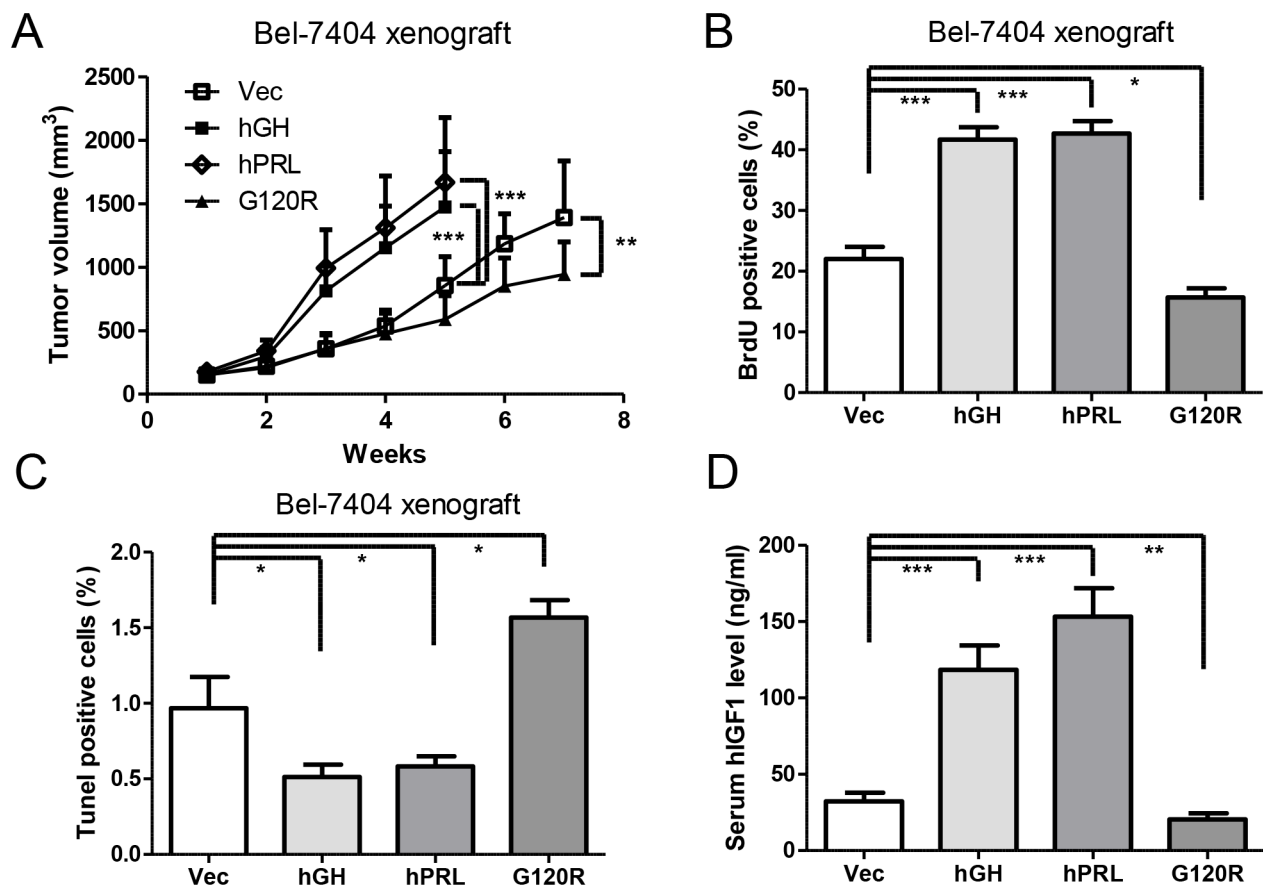 A
Bel-7404 xenograft
Tumor volume (mm³)
2500
2000
1500
1000
500
0
Vec
hGH
hPRL
G120R
***
***
**
0 2 4 6 8
Weeks
B
Bel-7404 xenograft
BrdU positive cells (%)
50
40
30
20
10
0
*** *** *
Vec hGH hPRL G120R
C
Bel-7404 xenograft
Tunel positive cells (%)
2.0
1.5
1.0
0.5
0.0
* * *
Vec hGH hPRL G120R
D
Serum hIGF1 level (ng/ml)
200
150
100
50
0
*** *** **
Vec hGH hPRL G120R